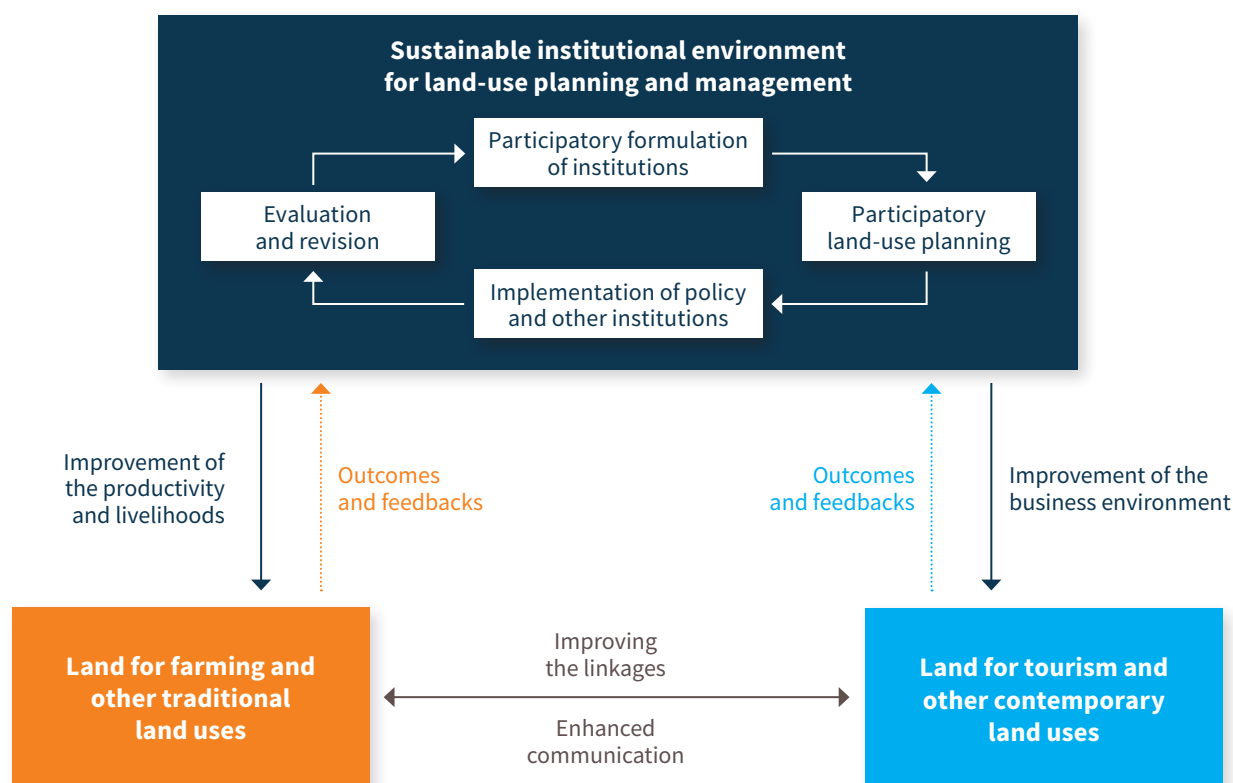 Sustainable institutional environment
for land-use planning and management
Participatory formulation
of institutions
Evaluation
and revision
Participatory
land-use planning
Implementation of policy
and other institutions
Improvement of
the productivity
and livelihoods
Outcomes
and feedbacks
Outcomes
and feedbacks
Improvement of the
business environment
Land for farming and
other traditional
land uses
Improving
the linkages
Enhanced
communication
Land for tourism and
other contemporary
land uses